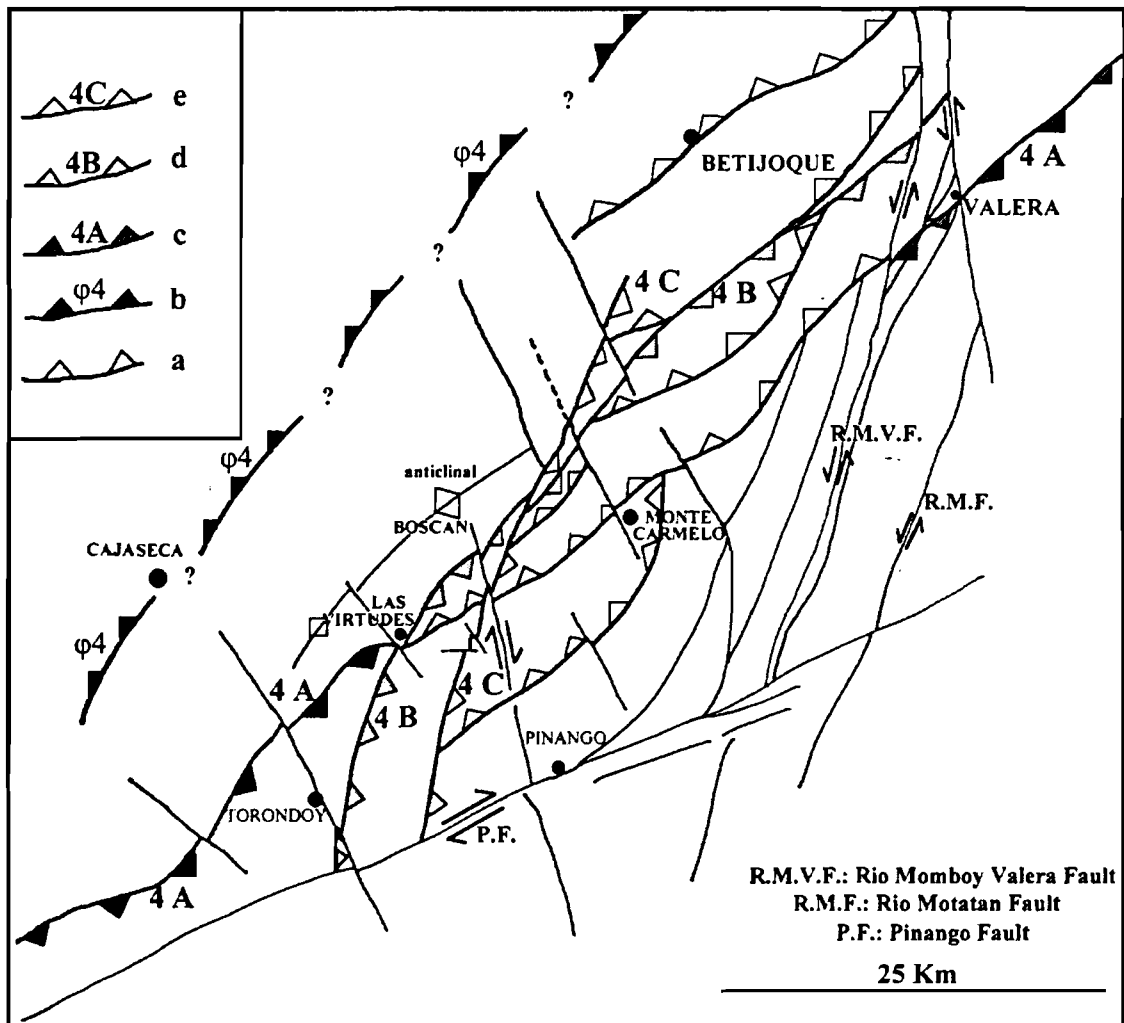 4C e
4B d
4A c
φ4 b
a
?
φ4
?
BETIJOQUE
4 A
VALERA
4 C
4 B
?
R.M.V.F.
φ4
anticlinal
R.M.F.
BOSCAN
MONTE
CARMELO
CAJASECA
?
LAS
VIRTUDES
φ4
4 A
4 C
4 B
PINANGO
TORONDOY
P.F.
4 A
R.M.V.F.: Rio Momboy Valera Fault
R.M.F.: Rio Motatan Fault
P.F.: Pinango Fault
25 Km